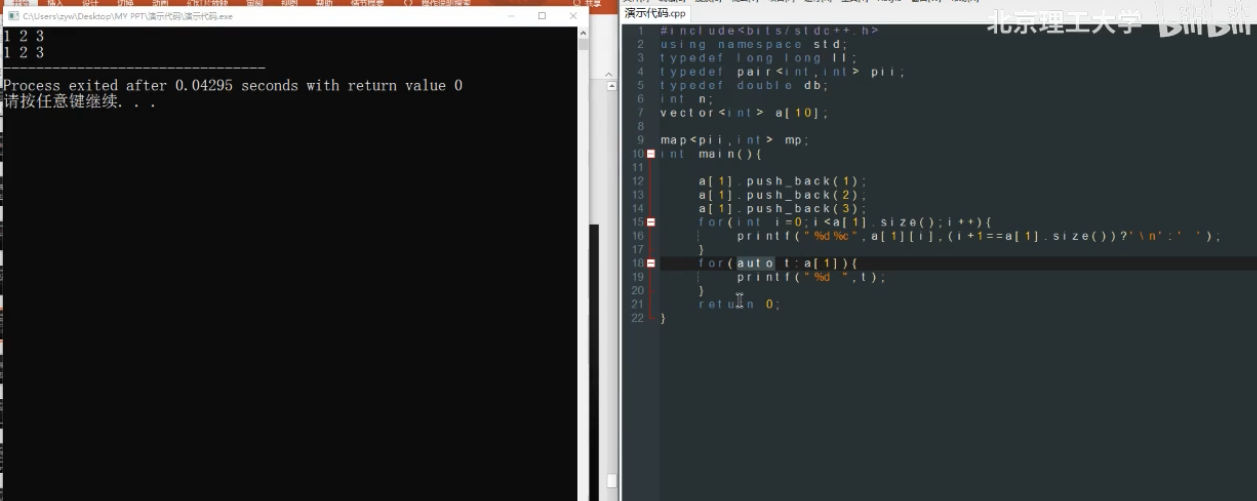 C:\Users\zyw\Desktop\MY PPT\演示代码\演示代码.exe
1 2 3
1 2 3
--------------------------------
Process exited after 0.04295 seconds with return value 0
请按任意键继续. . .
共享
北京理工大学 bilibili
演示代码.cpp
1 #include<bits/stdc++.h>
2 using namespace std;
3 typedef long long ll;
4 typedef pair<int,int> pii;
5 typedef double db;
6 int n;
7 vector<int> a[10];
8
9 map<pii,int> mp;
10 int main(){
11
12 a[1].push_back(1);
13 a[1].push_back(2);
14 a[1].push_back(3);
15 for(int i=0;i<a[1].size();i++){
16 printf("%d%c",a[1][i],(i+1==a[1].size())?'\n':' ');
17 }
18 for(auto t:a[1]){
19 printf("%d ",t);
20 }
21 return 0;
22 }